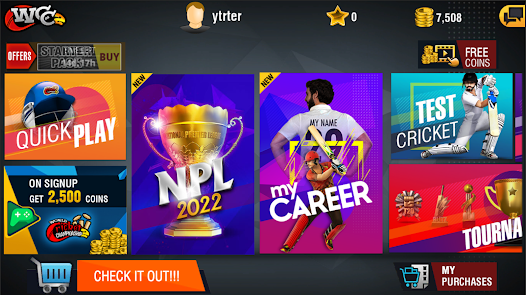 WCC
ytrter
0
7,508
OFFERS
STARTER
PACK
17h
BUY
FREE
COINS
QUICK
PLAY
NEW
NPL
2022
NEW
MY NAME
my
CAREER
TEST
CRICKET
ON SIGNUP
GET 2,500 COINS
WORLD
CRICKET
CHAMPIONSHIP
TOURNA
CHECK IT OUT!!!
MY
PURCHASES